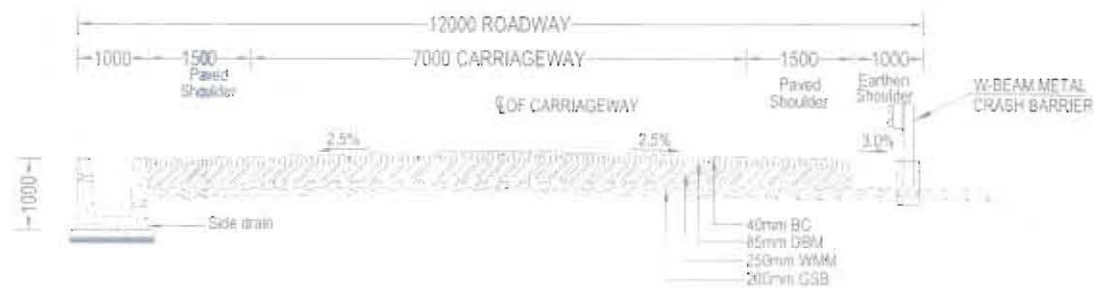 12000 ROADWAY
1000 1500 7000 CARRIAGEWAY 1500 1000
Paved Shoulder
Paved Shoulder
Earthen Shoulder
W-BEAM METAL
CRASH BARRIER
℄ OF CARRIAGEWAY
2.5% 2.5% 3.0%
1000
Side drain
40mm BC
85mm DBM
250mm WMM
200mm GSB